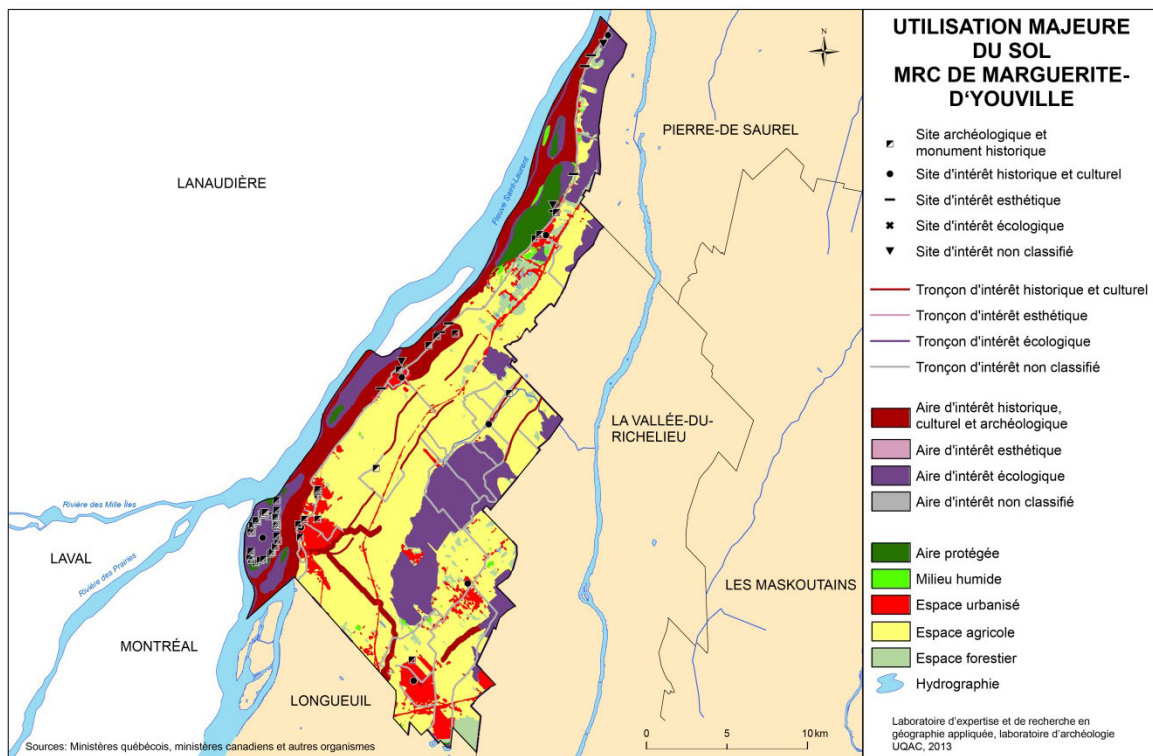 UTILISATION MAJEURE
DU SOL
MRC DE MARGUERITE-
D'YOUVILLE
N
Site archéologique et
monument historique
Site d'intérêt historique et culturel
Site d'intérêt esthétique
Site d'intérêt écologique
Site d'intérêt non classifié
Tronçon d'intérêt historique et culturel
Tronçon d'intérêt esthétique
Tronçon d'intérêt écologique
Tronçon d'intérêt non classifié
Aire d'intérêt historique,
culturel et archéologique
Aire d'intérêt esthétique
Aire d'intérêt écologique
Aire d'intérêt non classifié
Aire protégée
Milieu humide
Espace urbanisé
Espace agricole
Espace forestier
Hydrographie
PIERRE-DE SAUREL
LANAUDIÈRE
Fleuve Saint-Laurent
LA VALLÉE-DU-
RICHELIEU
Rivière des Mille Îles
LAVAL
Rivière des Prairies
LES MASKOUTAINS
MONTRÉAL
LONGUEUIL
0 5 10 km
Sources: Ministères québécois, ministères canadiens et autres organismes
Laboratoire d'expertise et de recherche en
géographie appliquée, laboratoire d'archéologie
UQAC, 2013